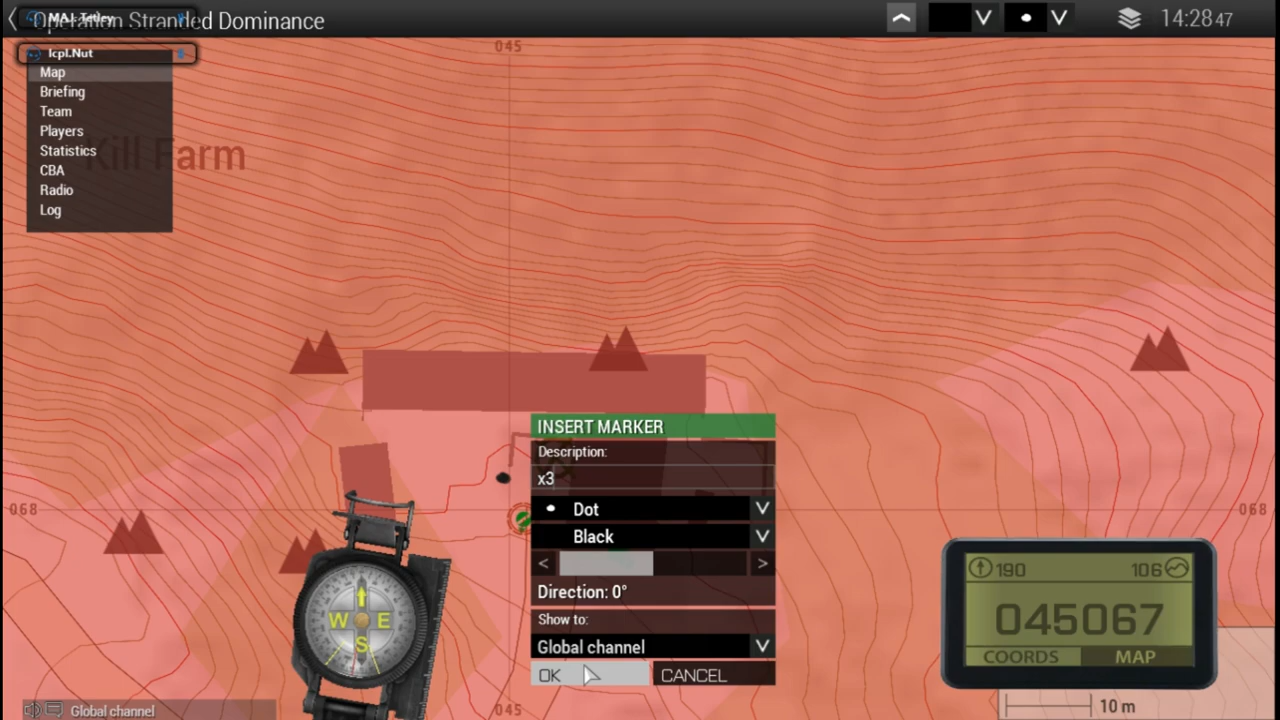 MAJ.Tetley
Operation Stranded Dominance
14:28 47
lcpl.Nut
045
Map
Briefing
Team
Players
Kill Farm
Statistics
CBA
Radio
Log
INSERT MARKER
Description:
x3
068
Dot
068
Black
<
>
190
106
Direction: 0°
W E
S
045067
Show to:
Global channel
COORDS
MAP
OK
CANCEL
Global channel
045
10 m